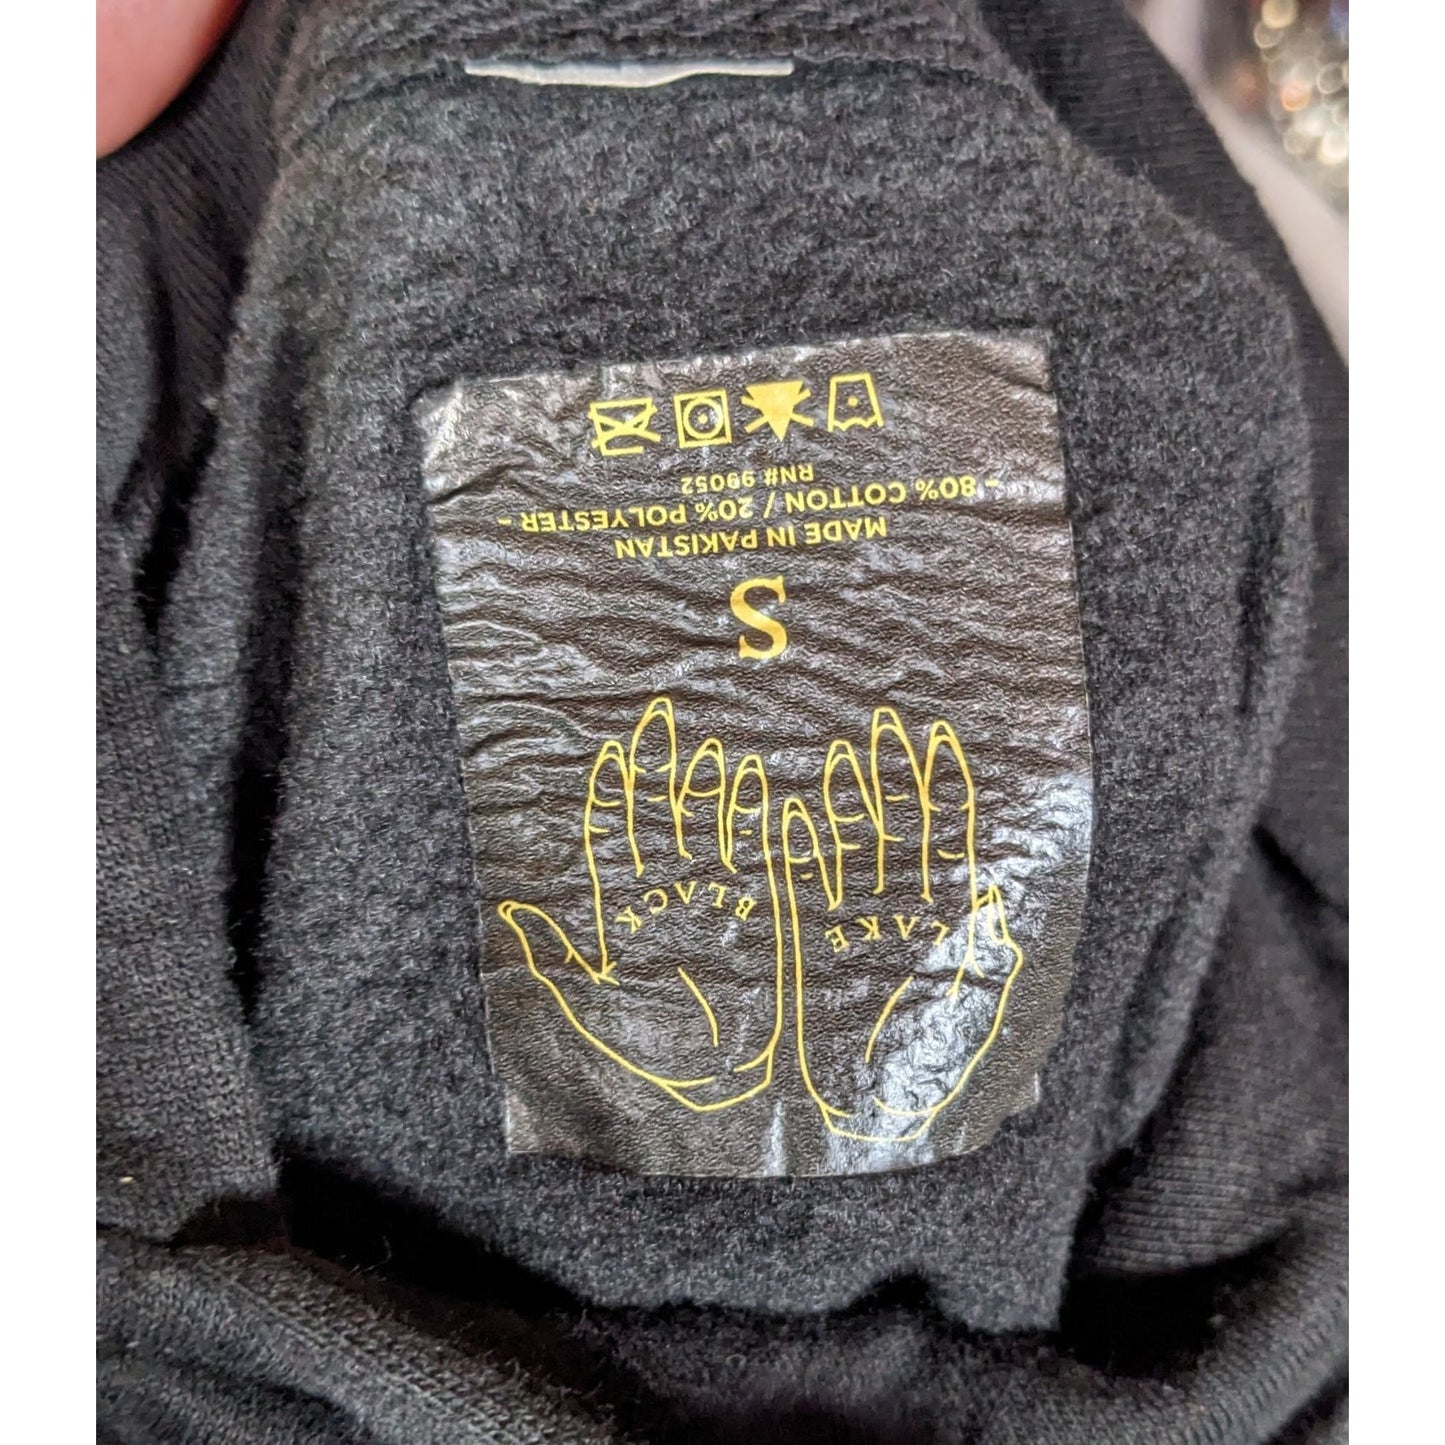 LAKE BLACK
S
MADE IN PAKISTAN
- 80% COTTON / 20% POLYESTER -
RN# 99052